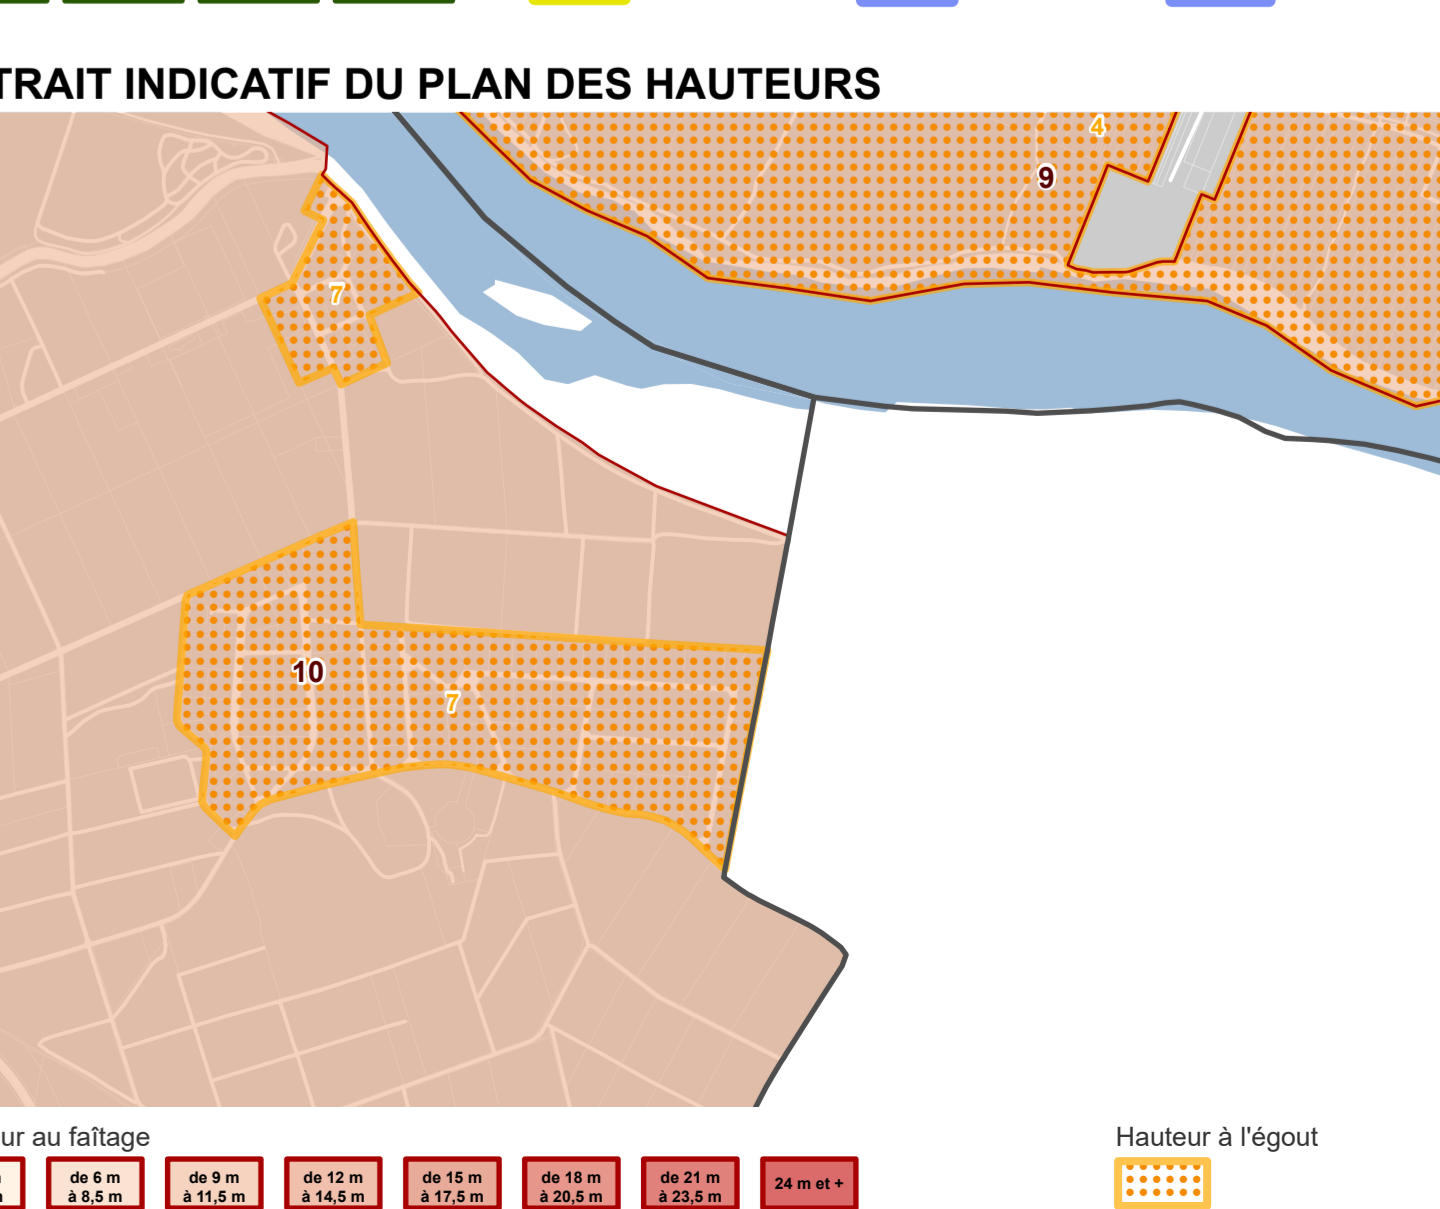 TRAIT INDICATIF DU PLAN DES HAUTEURS
4
9
7
10
7
ur au faîtage
Hauteur à l'égout
de 6 m
à 8,5 m
de 9 m
à 11,5 m
de 12 m
à 14,5 m
de 15 m
à 17,5 m
de 18 m
à 20,5 m
de 21 m
à 23,5 m
24 m et +